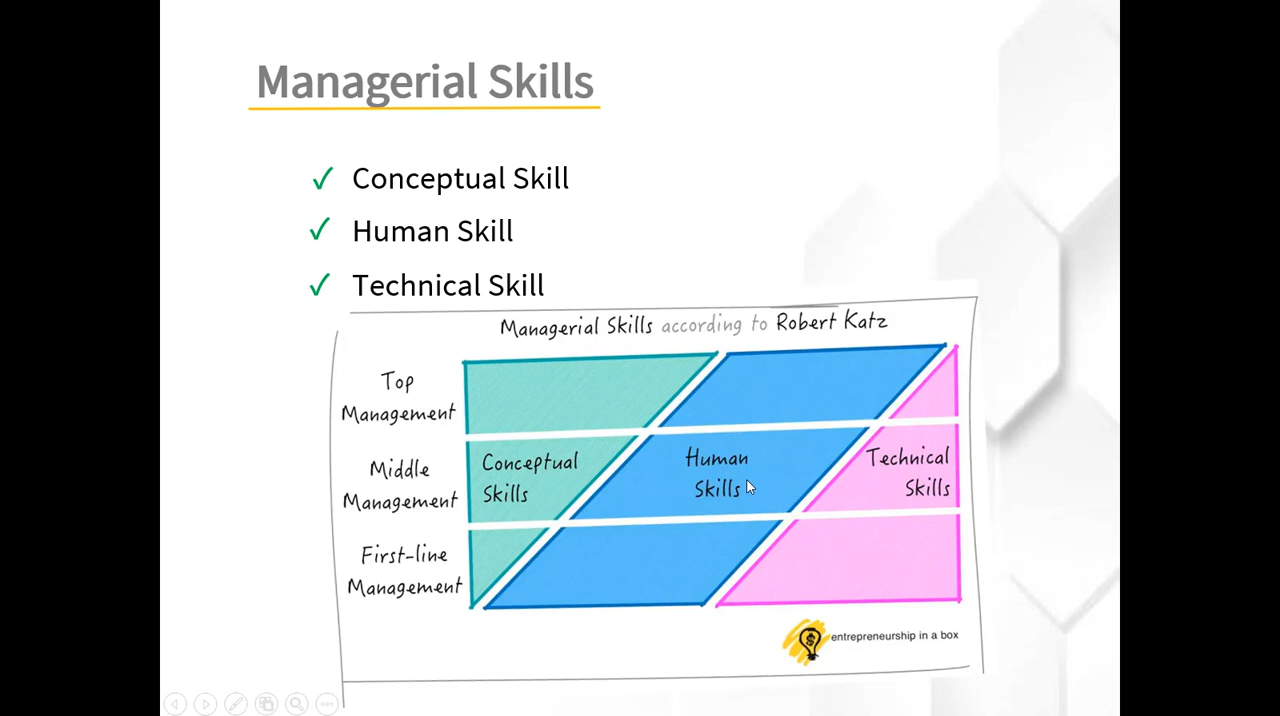 Managerial Skills
✓ Conceptual Skill
✓ Human Skill
✓ Technical Skill
Managerial Skills according to Robert Katz
Top
Management
Middle
Management
First-line
Management
Conceptual
Skills
Human
Skills
Technical
Skills
entrepreneurship in a box